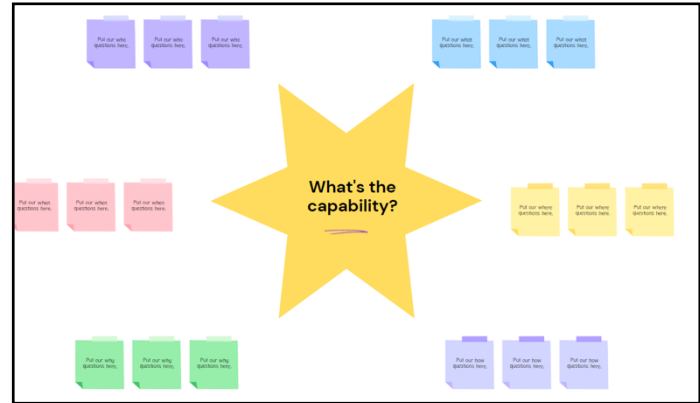 Put our who
questions here.
Put our who
questions here.
Put our who
questions here.
Put our what
questions here.
Put our what
questions here.
Put our what
questions here.
What's the
capability?
Put our when
questions here.
Put our when
questions here.
Put our when
questions here.
Put our where
questions here.
Put our where
questions here.
Put our where
questions here.
Put our why
questions here.
Put our why
questions here.
Put our why
questions here.
Put our how
questions here.
Put our how
questions here.
Put our how
questions here.